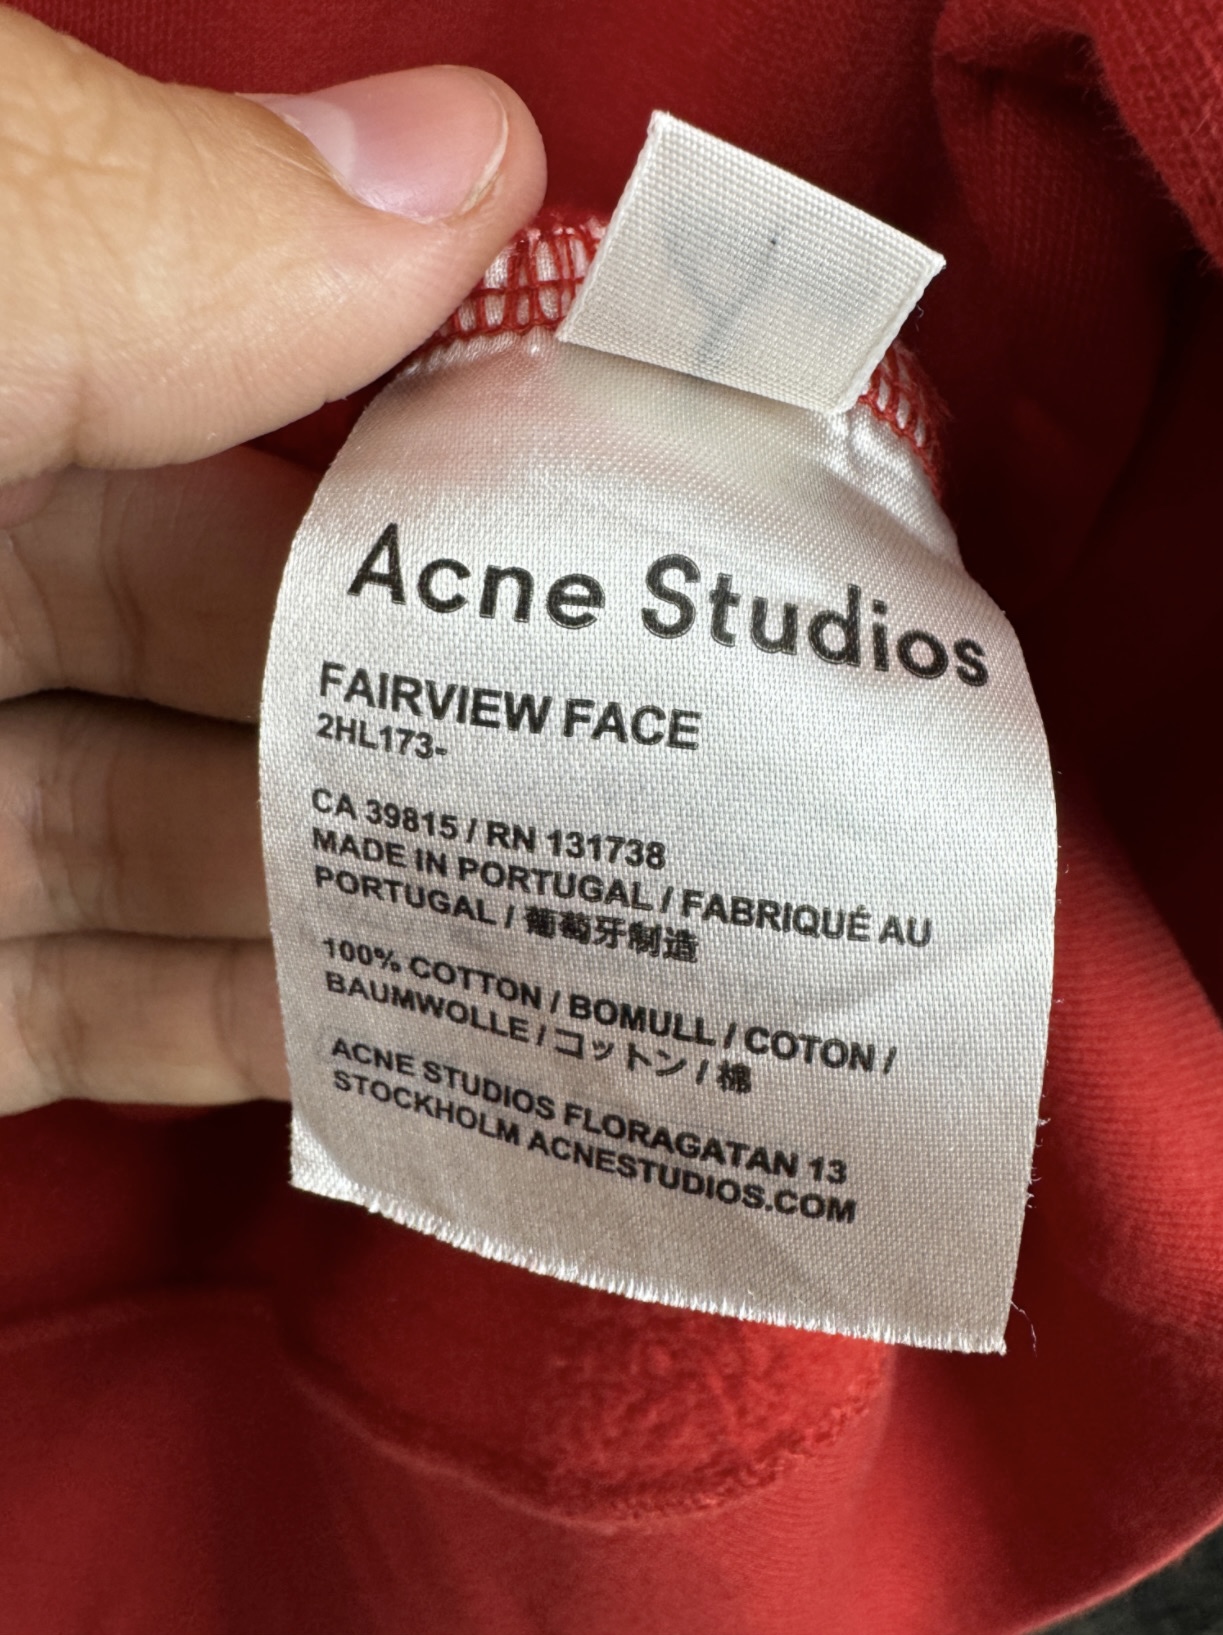 Acne Studios
FAIRVIEW FACE
2HL173-
CA 39815 / RN 131738
MADE IN PORTUGAL / FABRIQUÉ AU
PORTUGAL / 葡萄牙制造
100% COTTON / BOMULL / COTON /
BAUMWOLLE / コットン / 棉
ACNE STUDIOS FLORAGATAN 13
STOCKHOLM ACNESTUDIOS.COM